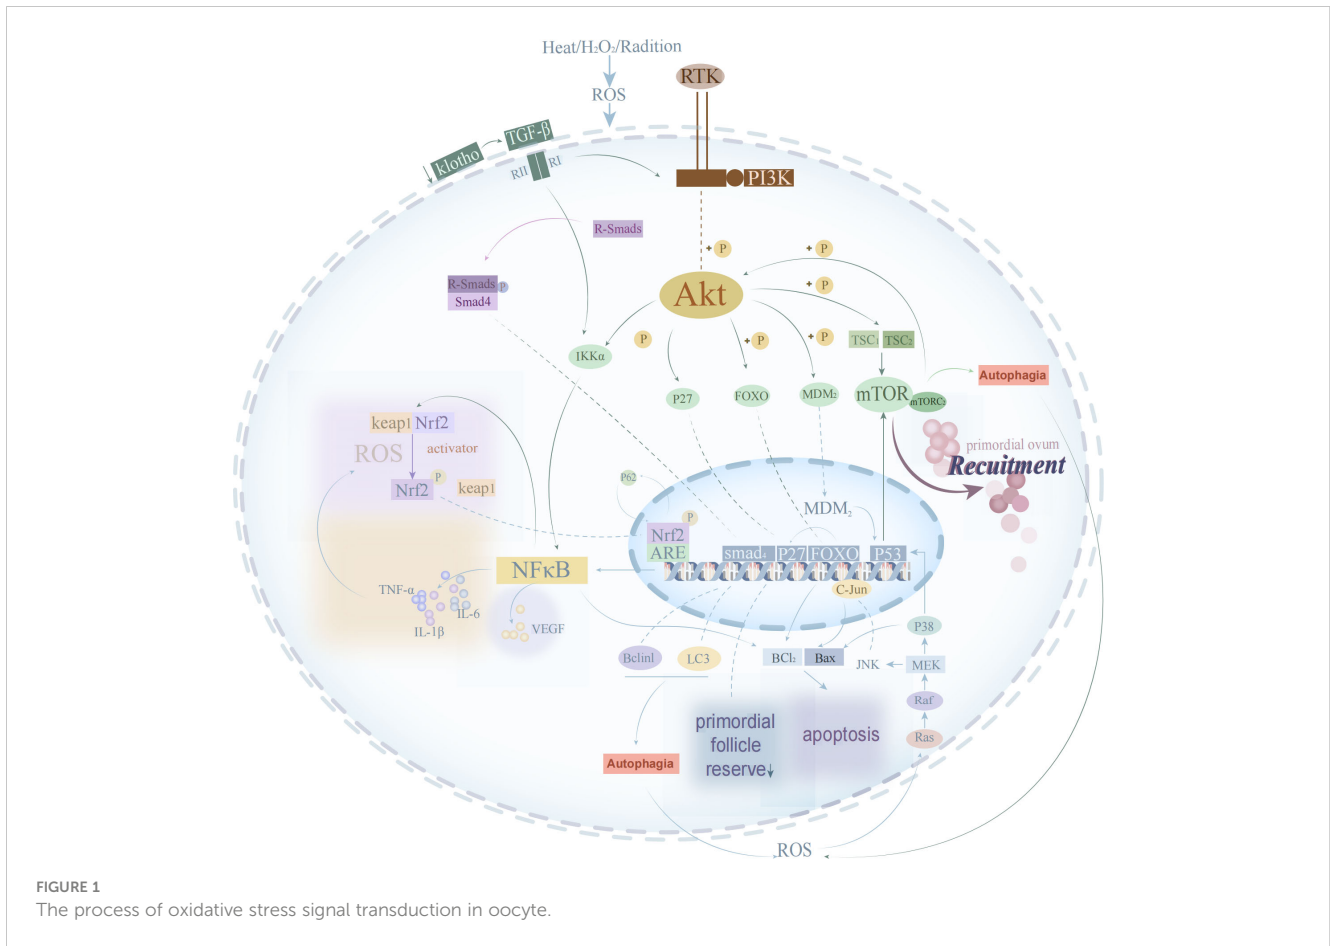 Heat/H₂O₂/Radition
ROS
RTK
TGF-β
klotho
RII
RI
PI3K
R-Smads
P
P
R-Smads
P
Smad4
Akt
P
P
P
P
TSC₁
TSC₂
IKKα
P27
FOXO
MDM₂
mTOR
mTORC₂
Autophagia
keap1
Nrf2
ROS
activator
primordial ovum
Recuitment
P
Nrf2
keap1
P62
P
MDM₂
Nrf2
ARE
smad₄
P27
FOXO
P53
NFκB
C-Jun
TNF-α
IL-6
IL-1β
VEGF
P38
Bclinl
LC3
BCl₂
Bax
JNK
MEK
Raf
primordial
follicle
reserve↓
apoptosis
Ras
Autophagia
ROS
FIGURE 1
The process of oxidative stress signal transduction in oocyte.